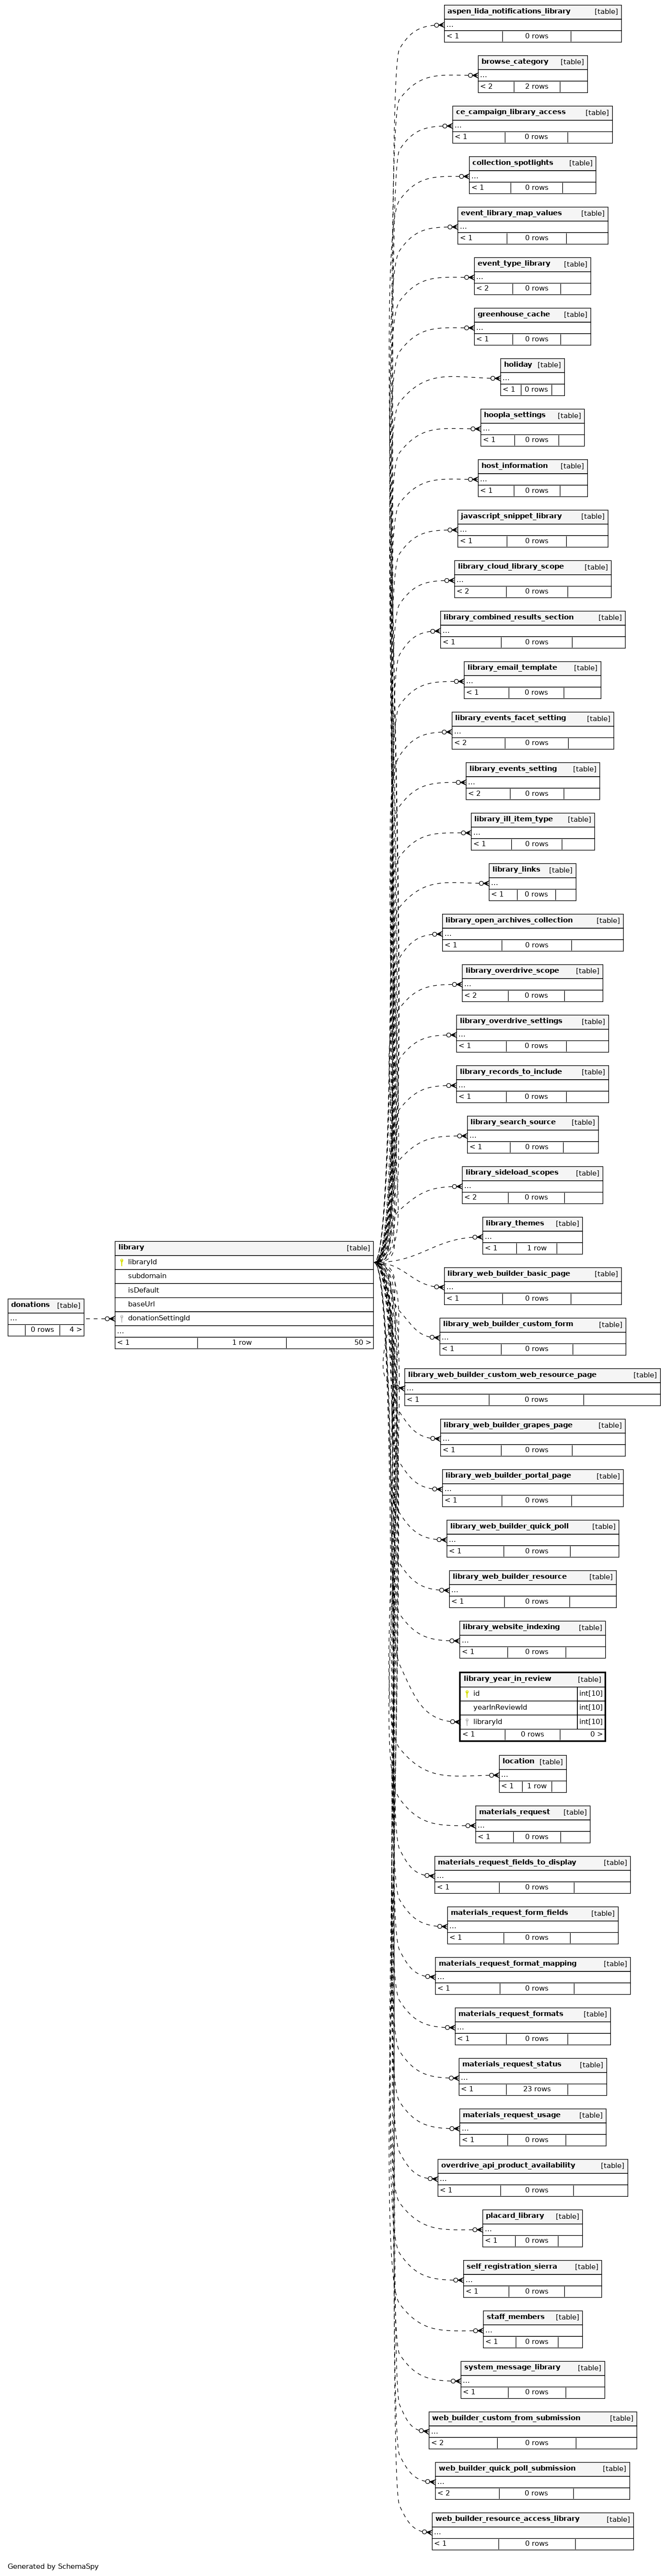 aspen_lida_notifications_library [table]
...
< 1 0 rows
browse_category [table]
...
< 2 2 rows
ce_campaign_library_access [table]
...
< 1 0 rows
collection_spotlights [table]
...
< 1 0 rows
event_library_map_values [table]
...
< 1 0 rows
event_type_library [table]
...
< 2 0 rows
greenhouse_cache [table]
...
< 1 0 rows
holiday [table]
...
< 1 0 rows
hoopla_settings [table]
...
< 1 0 rows
host_information [table]
...
< 1 0 rows
javascript_snippet_library [table]
...
< 1 0 rows
library_cloud_library_scope [table]
...
< 2 0 rows
library_combined_results_section [table]
...
< 1 0 rows
library_email_template [table]
...
< 1 0 rows
library_events_facet_setting [table]
...
< 2 0 rows
library_events_setting [table]
...
< 2 0 rows
library_ill_item_type [table]
...
< 1 0 rows
library_links [table]
...
< 1 0 rows
library_open_archives_collection [table]
...
< 1 0 rows
library_overdrive_scope [table]
...
< 2 0 rows
library_overdrive_settings [table]
...
< 1 0 rows
library_records_to_include [table]
...
< 1 0 rows
library_search_source [table]
...
< 1 0 rows
library_sideload_scopes [table]
...
< 2 0 rows
library_themes [table]
...
< 1 1 row
library [table]
libraryId
subdomain
isDefault
baseUrl
donationSettingId
...
< 1 1 row 50 >
donations [table]
...
0 rows 4 >
library_web_builder_basic_page [table]
...
< 1 0 rows
library_web_builder_custom_form [table]
...
< 1 0 rows
library_web_builder_custom_web_resource_page [table]
...
< 1 0 rows
library_web_builder_grapes_page [table]
...
< 1 0 rows
library_web_builder_portal_page [table]
...
< 1 0 rows
library_web_builder_quick_poll [table]
...
< 1 0 rows
library_web_builder_resource [table]
...
< 1 0 rows
library_website_indexing [table]
...
< 1 0 rows
library_year_in_review [table]
id int[10]
yearInReviewId int[10]
libraryId int[10]
< 1 0 rows 0 >
location [table]
...
< 1 1 row
materials_request [table]
...
< 1 0 rows
materials_request_fields_to_display [table]
...
< 1 0 rows
materials_request_form_fields [table]
...
< 1 0 rows
materials_request_format_mapping [table]
...
< 1 0 rows
materials_request_formats [table]
...
< 1 0 rows
materials_request_status [table]
...
< 1 23 rows
materials_request_usage [table]
...
< 1 0 rows
overdrive_api_product_availability [table]
...
< 1 0 rows
placard_library [table]
...
< 1 0 rows
self_registration_sierra [table]
...
< 1 0 rows
staff_members [table]
...
< 1 0 rows
system_message_library [table]
...
< 1 0 rows
web_builder_custom_from_submission [table]
...
< 2 0 rows
web_builder_quick_poll_submission [table]
...
< 2 0 rows
web_builder_resource_access_library [table]
...
< 1 0 rows
Generated by SchemaSpy